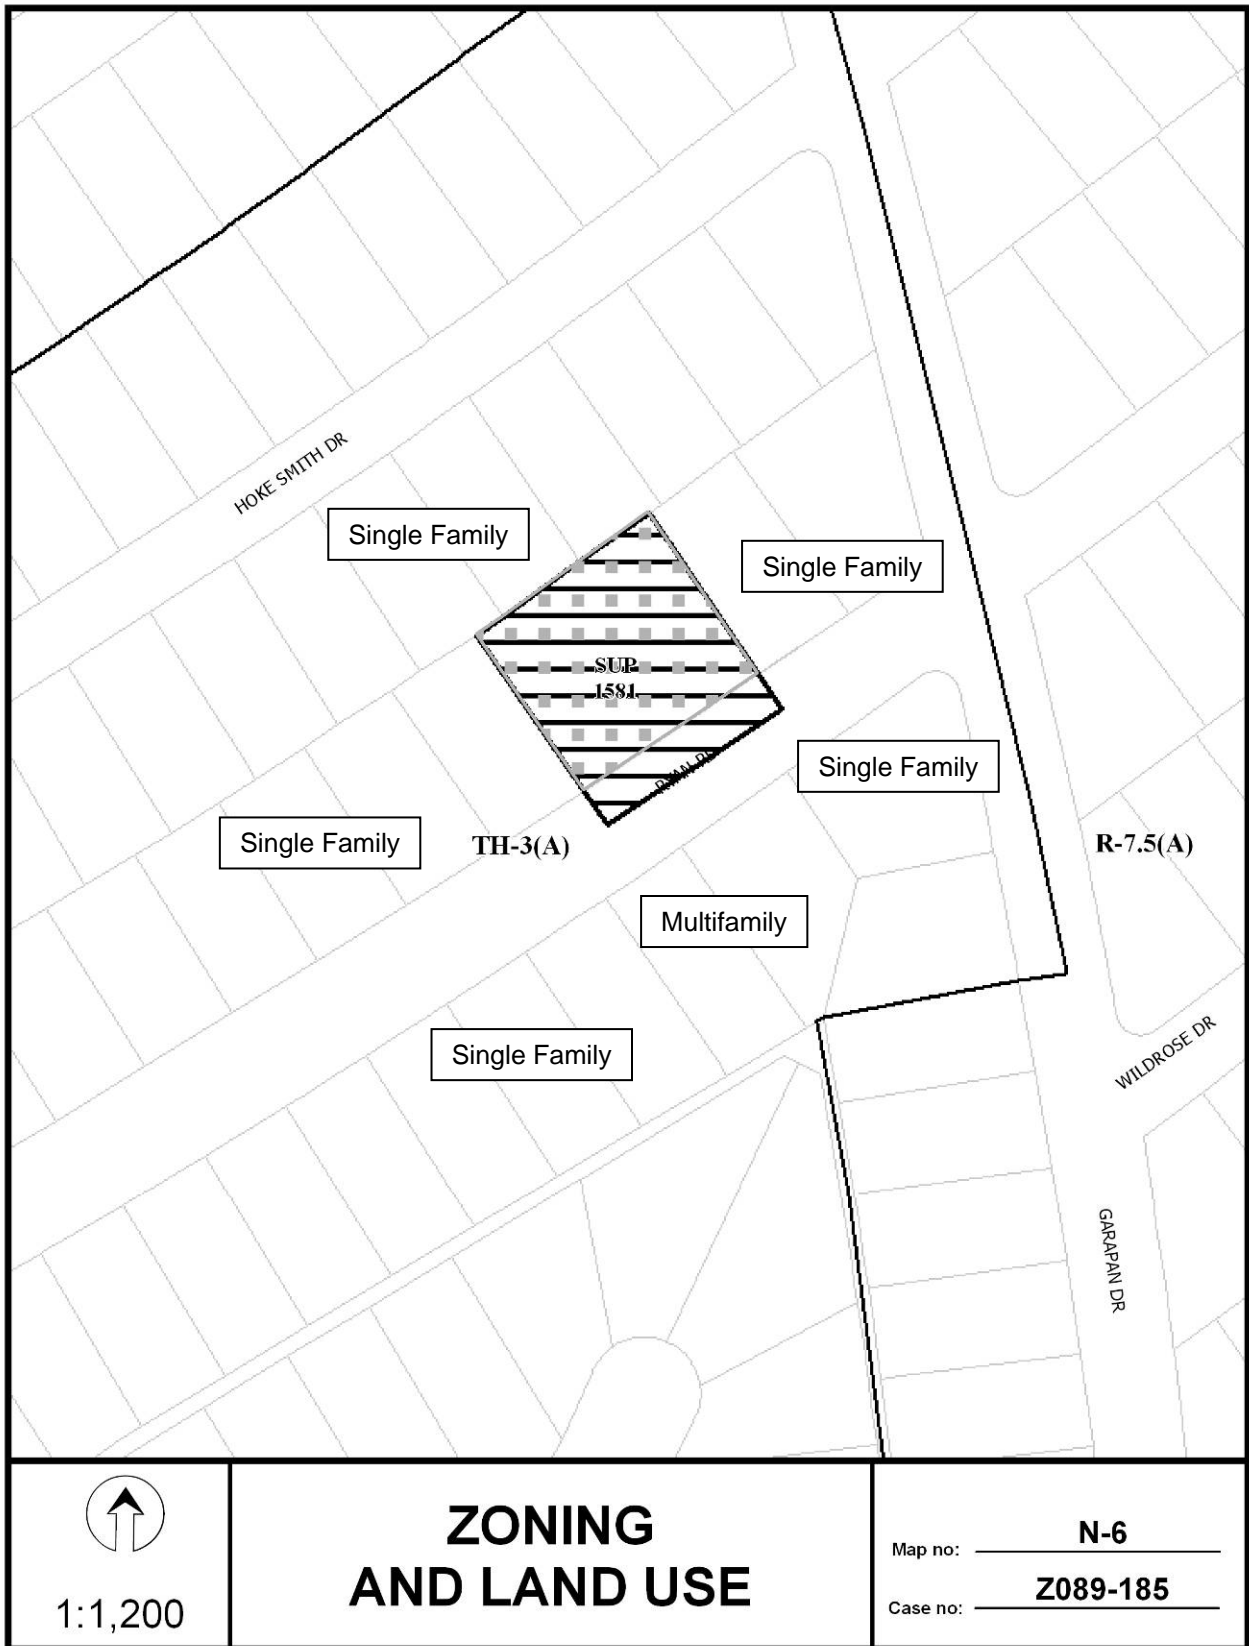 HOKE SMITH DR
Single Family
Single Family
SUP
1581
Single Family
Single Family
TH-3(A)
R-7.5(A)
Multifamily
Single Family
WILDROSE DR
GARAPAN DR
1:1,200
ZONING
AND LAND USE
Map no: N-6
Case no: Z089-185